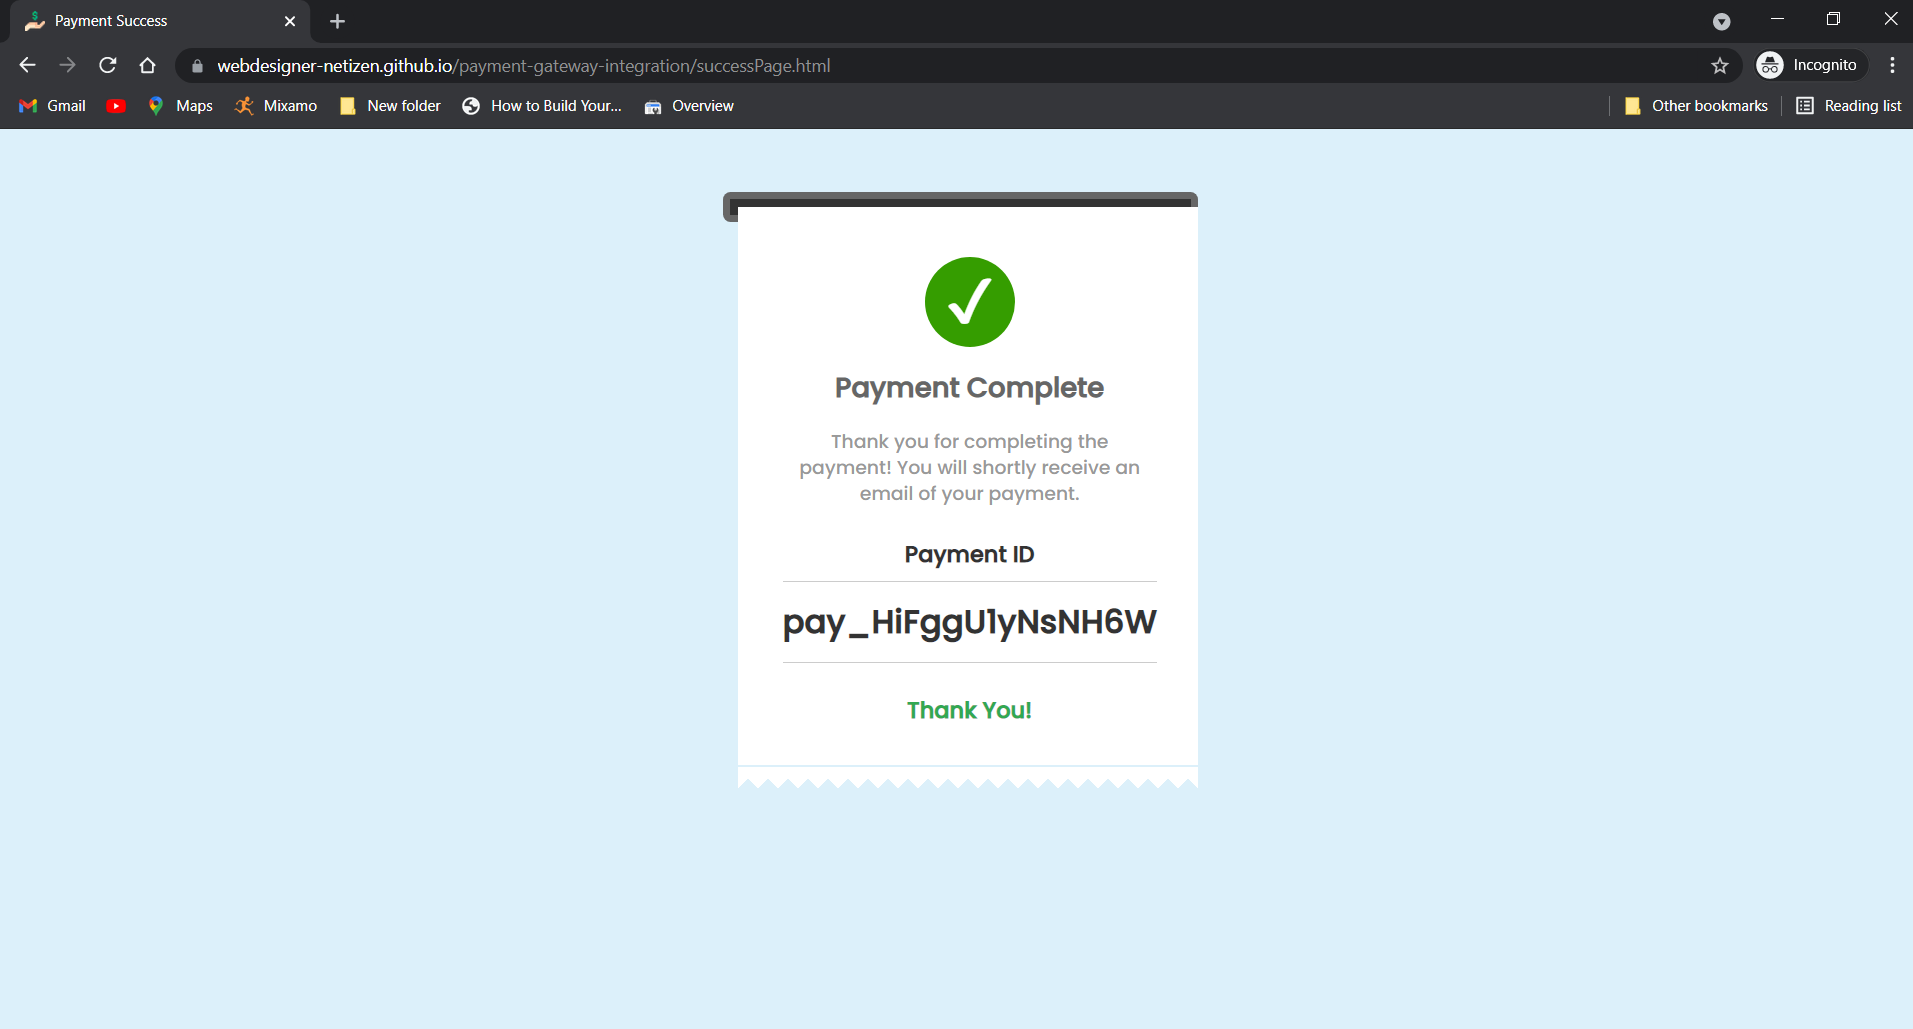 Payment Success
webdesigner-netizen.github.io/payment-gateway-integration/successPage.html
Incognito
Gmail Maps Mixamo New folder How to Build Your... Overview Other bookmarks Reading list
Payment Complete
Thank you for completing the
payment! You will shortly receive an
email of your payment.
Payment ID
pay_HiFggU1yNsNH6W
Thank You!